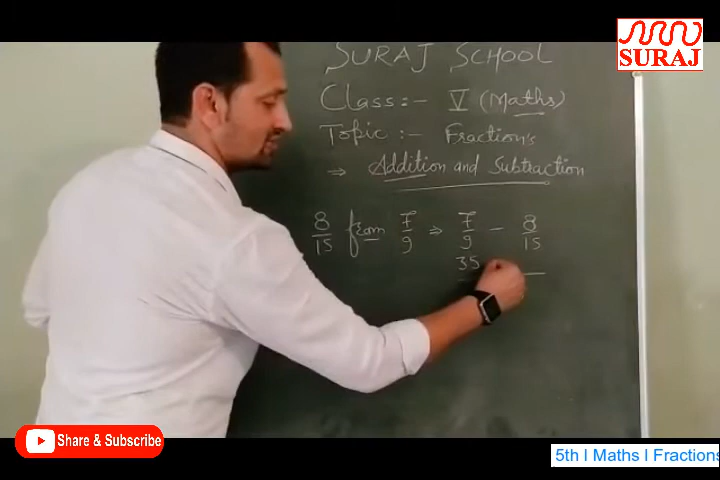 SURAJ
SURAJ SCHOOL
Class:- V (Maths)
Topic :- Fractions
⇒ Addition and Subtraction
8/15 from 7/9 ⇒ 7/9 - 8/15
35
Share & Subscribe
5th I Maths I Fractions